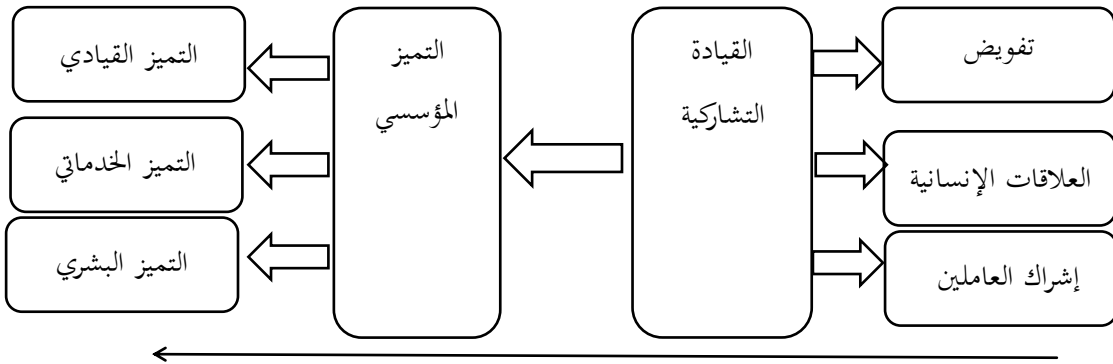 تفويض
العلاقات الإنسانية
إشراك العاملين
القيادة
التشاركية
التميز
المؤسسي
التميز القيادي
التميز الخدماتي
التميز البشري